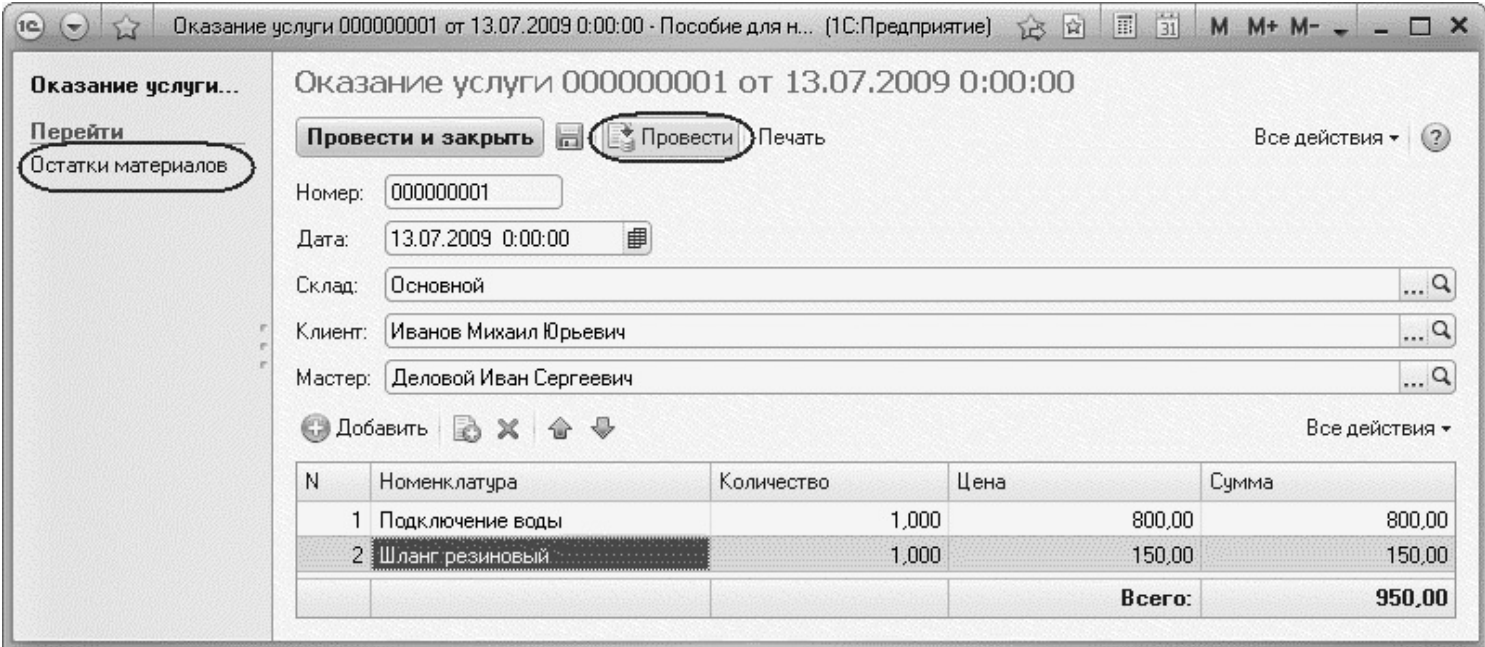 1С Оказание услуги 000000001 от 13.07.2009 0:00:00 - Пособие для н... (1С:Предприятие) 31 M M+ M-
Оказание услуги...
Перейти
Остатки материалов
Оказание услуги 000000001 от 13.07.2009 0:00:00
Провести и закрыть Провести Печать Все действия ?
Номер: 000000001
Дата: 13.07.2009 0:00:00
Склад: Основной ...
Клиент: Иванов Михаил Юрьевич ...
Мастер: Деловой Иван Сергеевич ...
Добавить Все действия
N Номенклатура Количество Цена Сумма
1 Подключение воды 1,000 800,00 800,00
2 Шланг резиновый 1,000 150,00 150,00
Всего: 950,00